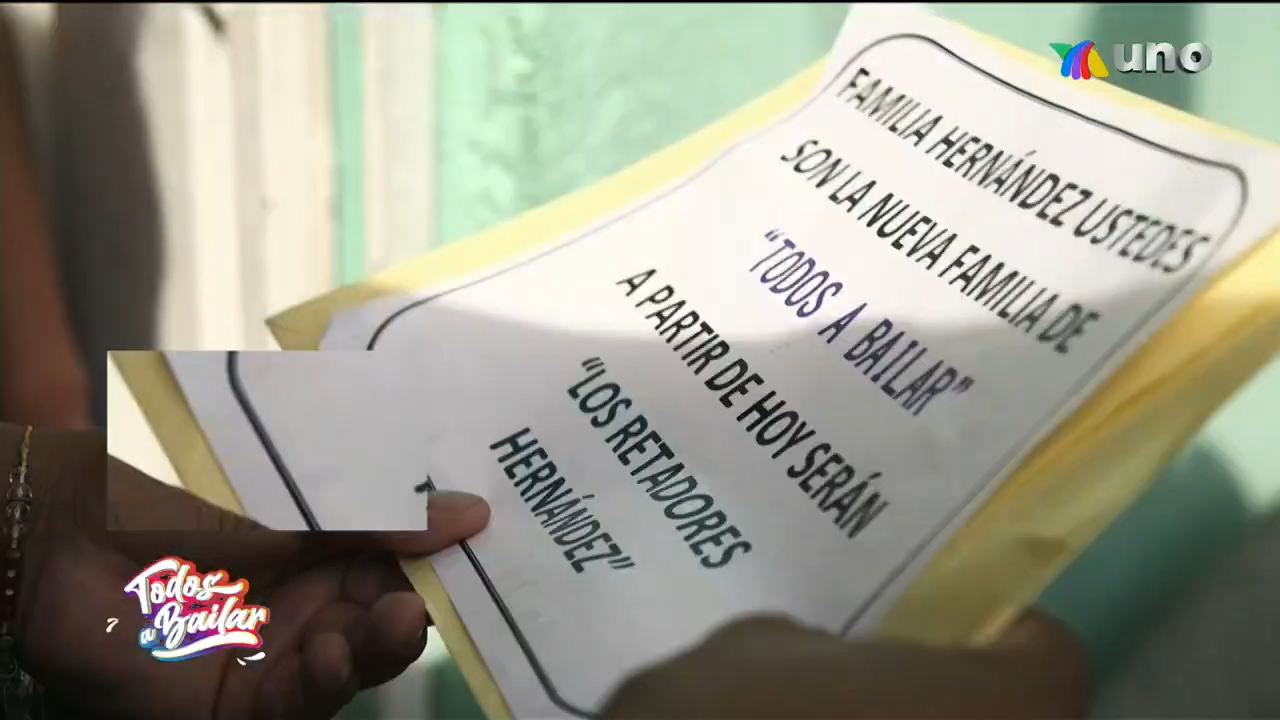 uno
FAMILIA HERNÁNDEZ USTEDES
SON LA NUEVA FAMILIA DE
“TODOS A BAILAR”
A PARTIR DE HOY SERÁN
“LOS RETADORES
HERNÁNDEZ”
Todos
a Bailar